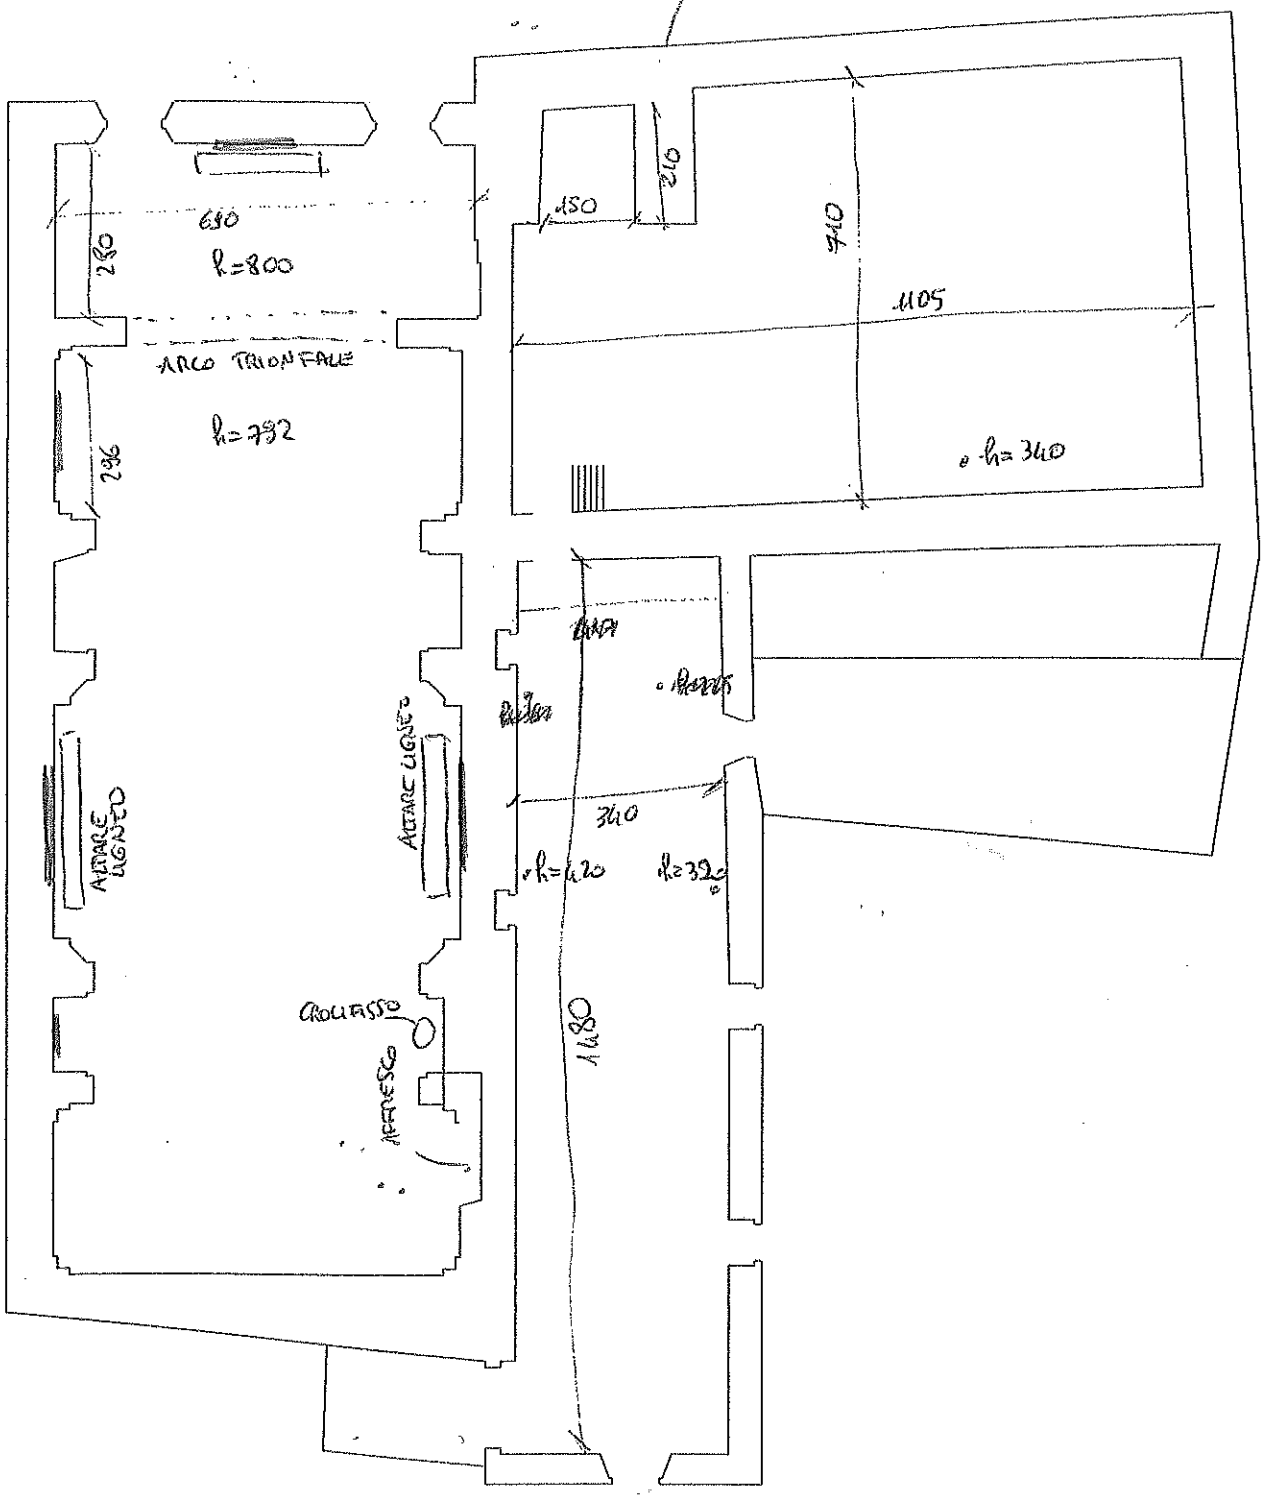 210
150
690
710
280
h=800
1105
ARCO TRIONFALE
h=792
296
h=340
ALTARE LIGNEO
340
ALTARE
LIGNEO
h=420
CROCIFISSO
1480
AFFRESCO